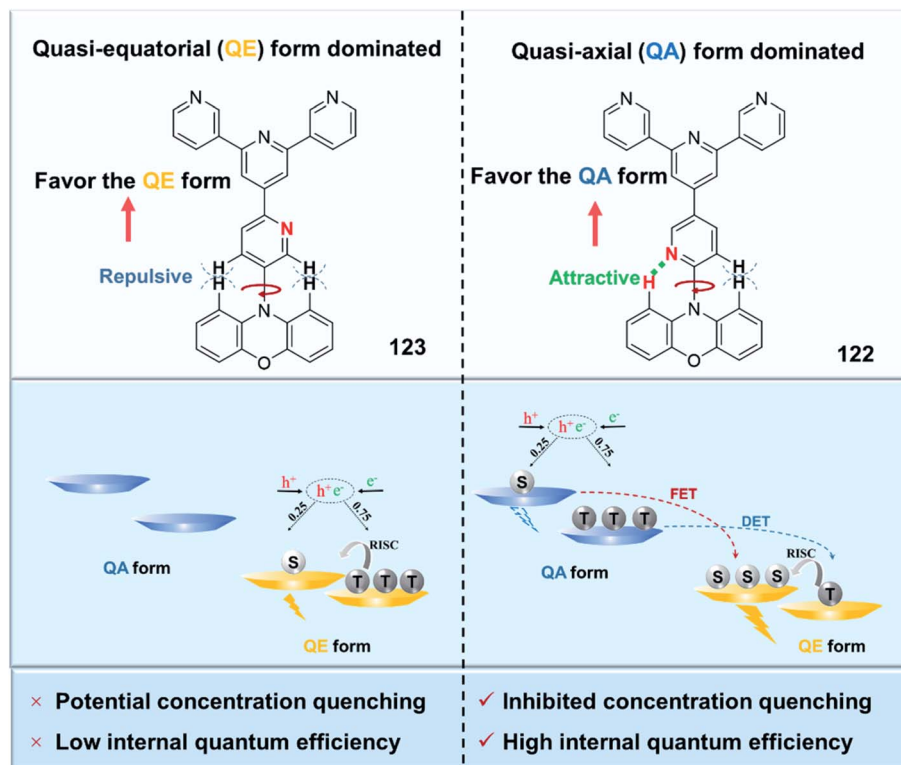 Quasi-equatorial (QE) form dominated
N
N
N
Favor the QE form
N
H
H
Repulsive
H
H
N
O
123
Quasi-axial (QA) form dominated
N
N
N
Favor the QA form
N
H
Attractive
H
H
N
O
122
h⁺
h⁺ e⁻
e⁻
0.25
0.75
RISC
S
T T T
QA form
QE form
h⁺
h⁺ e⁻
e⁻
0.25
0.75
S
FET
T T T
DET
QA form
RISC
S S S
T
QE form
× Potential concentration quenching
× Low internal quantum efficiency
✓ Inhibited concentration quenching
✓ High internal quantum efficiency